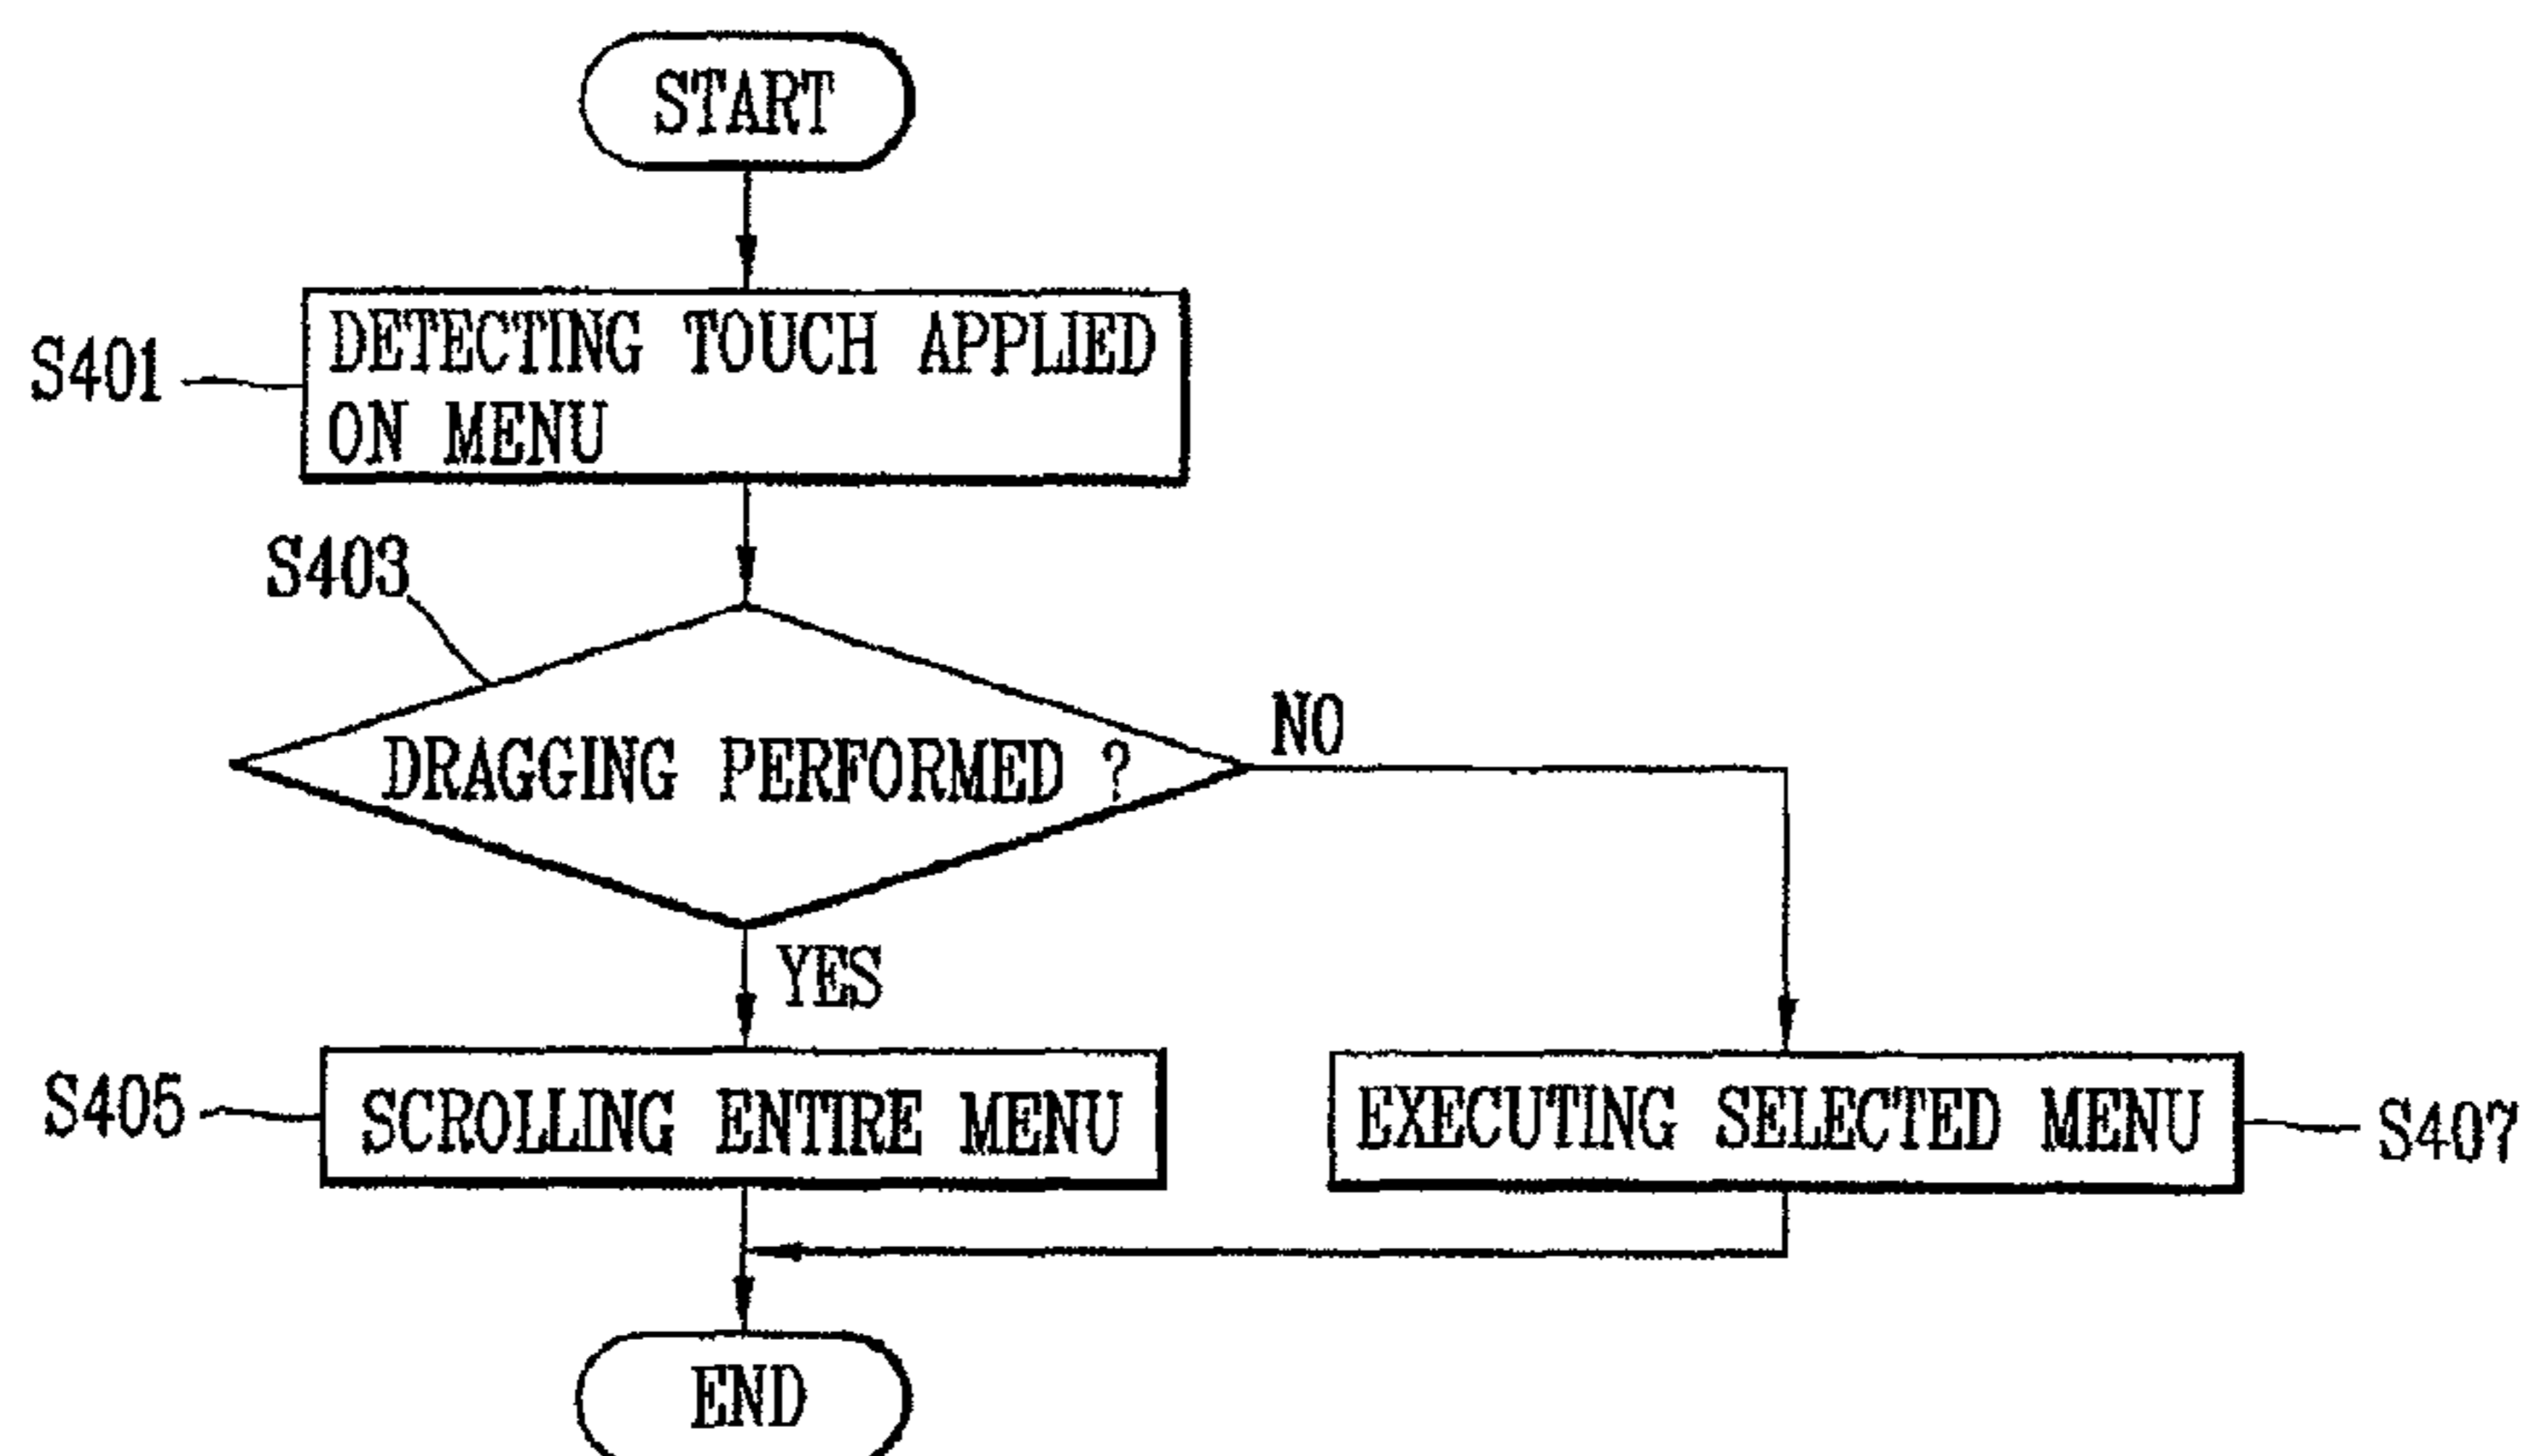 START
S401
DETECTING TOUCH APPLIED
ON MENU
S403
DRAGGING PERFORMED ?
NO
YES
S405
SCROLLING ENTIRE MENU
EXECUTING SELECTED MENU
S407
END